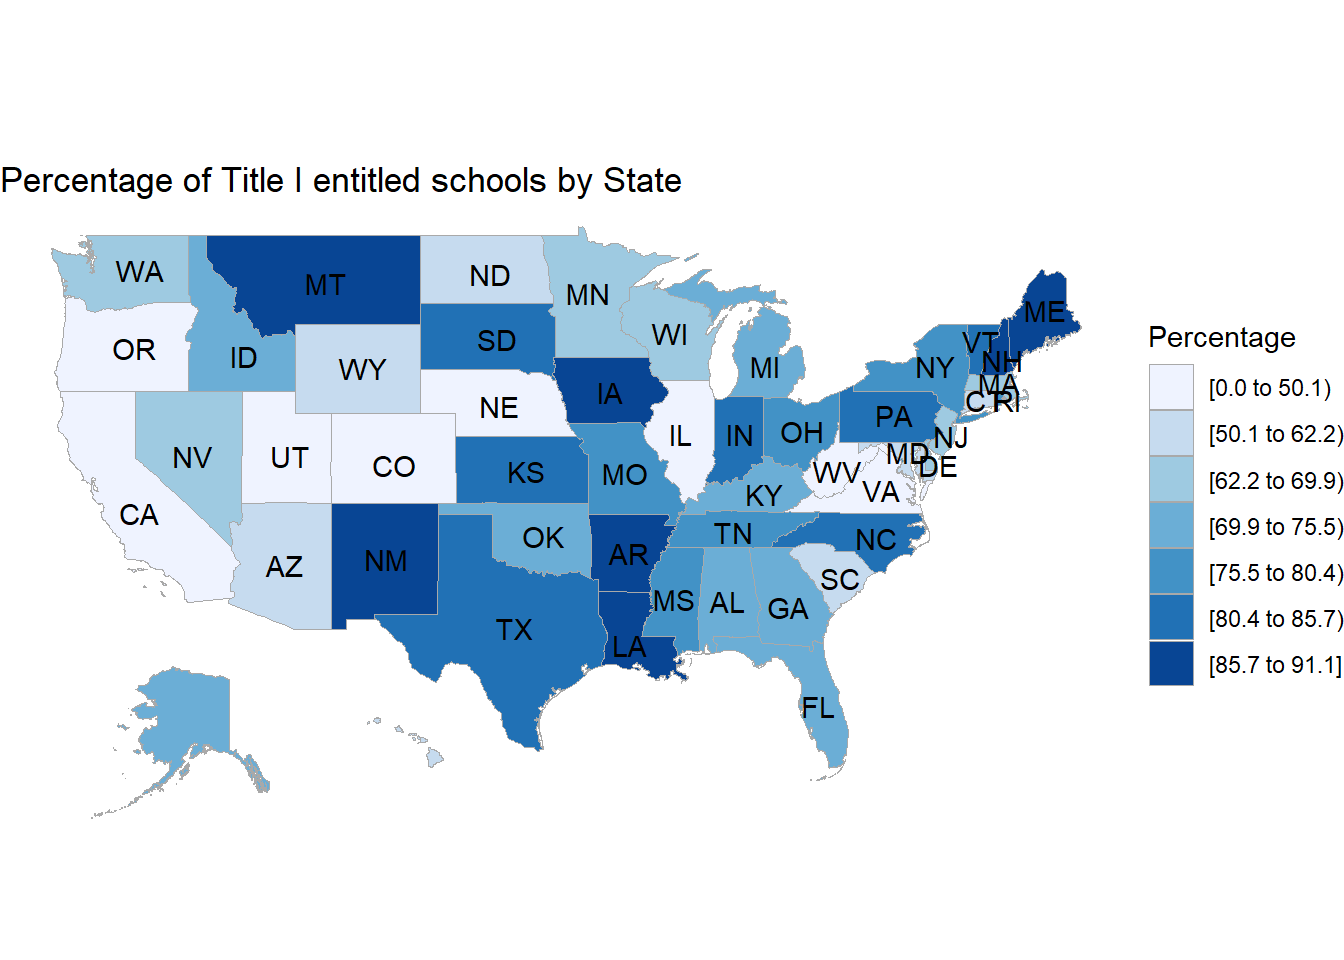 Percentage of Title I entitled schools by State
WA
MT
ND
MN
ME
OR
ID
WY
SD
WI
MI
NY
VT
NH
MA
CT
RI
NE
IA
PA
NJ
NV
UT
CO
KS
MO
IL
IN
OH
MD
DE
WV
VA
KY
CA
AZ
NM
OK
AR
TN
NC
SC
TX
LA
MS
AL
GA
FL
Percentage
[0.0 to 50.1)
[50.1 to 62.2)
[62.2 to 69.9)
[69.9 to 75.5)
[75.5 to 80.4)
[80.4 to 85.7)
[85.7 to 91.1]